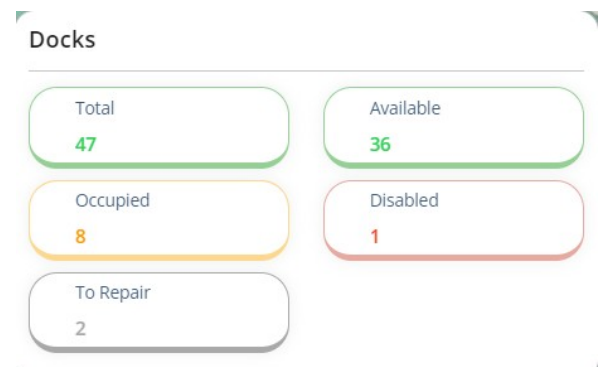 Docks
Total
47
Available
36
Occupied
8
Disabled
1
To Repair
2